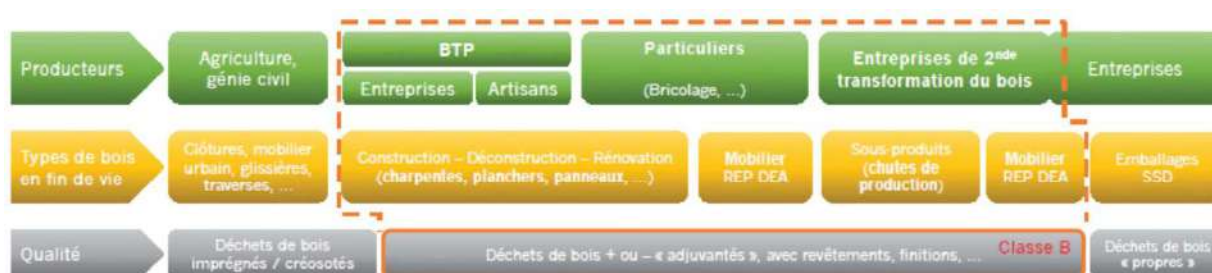 Producteurs
Agriculture,
génie civil
BTP
Entreprises
Artisans
Particuliers
(Bricolage, ...)
Entreprises de 2nde
transformation du bois
Entreprises
Types de bois
en fin de vie
Clôtures, mobilier
urbain, glissières,
traverses, ...
Construction – Déconstruction – Rénovation
(charpentes, planchers, panneaux, ...)
Mobilier
REP DEA
Sous-produits
(chutes de
production)
Mobilier
REP DEA
Emballages
SSD
Qualité
Déchets de bois
imprégnés / créosotés
Déchets de bois + ou – « adjuvantés », avec revêtements, finitions, ...
Classe B
Déchets de bois
« propres »